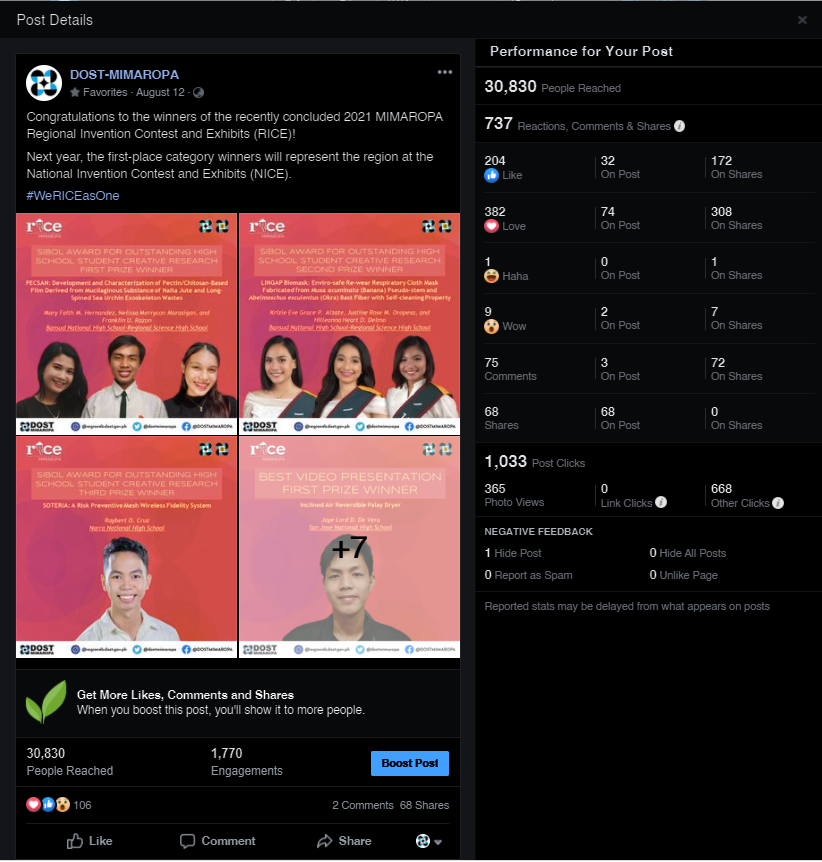 Post Details
DOST-MIMAROPA
Favorites · August 12 ·
Congratulations to the winners of the recently concluded 2021 MIMAROPA
Regional Invention Contest and Exhibits (RICE)!
Next year, the first-place category winners will represent the region at the
National Invention Contest and Exhibits (NICE).
#WeRICEasOne
rice
SIBOL AWARD FOR OUTSTANDING HIGH
SCHOOL STUDENT CREATIVE RESEARCH
FIRST PRIZE WINNER
PECSAN: Development and Characterization of Pectin/Chitosan-Based
Film Derived from Mucilaginous Substance of Nalta Jute and Long-
Spined Sea Urchin Exoskeleton Wastes
Mary Faith M. Hernandez, Nelissa Merrycon Marasigan, and
Franklin U. Razon
Bansud National High School-Regional Science High School
DOST
MIMAROPA
@region4b.dost.gov.ph
@dostmimaropa
@DOSTMIMAROPA
rice
SIBOL AWARD FOR OUTSTANDING HIGH
SCHOOL STUDENT CREATIVE RESEARCH
SECOND PRIZE WINNER
LINGAP Biomask: Enviro-safe Re-wear Respiratory Cloth Mask
Fabricated from Musa acuminata (Banana) Pseudo-stem and
Abelmoschus esculentus (Okra) Bast Fiber with Self-cleaning Property
Krizie Eve Grace P. Alzate, Justine Rose M. Oropesa, and
Hilleanna Heart D. Delmo
Bansud National High School-Regional Science High School
DOST
MIMAROPA
@region4b.dost.gov.ph
@dostmimaropa
@DOSTMIMAROPA
rice
SIBOL AWARD FOR OUTSTANDING HIGH
SCHOOL STUDENT CREATIVE RESEARCH
THIRD PRIZE WINNER
SOTERIA: A Risk Preventive Mesh Wireless Fidelity System
Raybert D. Cruz
Narra National High School
DOST
MIMAROPA
@region4b.dost.gov.ph
@dostmimaropa
@DOSTMIMAROPA
rice
BEST VIDEO PRESENTATION
FIRST PRIZE WINNER
Inclined Air Reversible Palay Dryer
Jaye Lord D. De Vera
San Jose National High School
+7
DOST
MIMAROPA
@region4b.dost.gov.ph
@dostmimaropa
@DOSTMIMAROPA
Get More Likes, Comments and Shares
When you boost this post, you'll show it to more people.
30,830
People Reached
1,770
Engagements
Boost Post
106
2 Comments 68 Shares
Like
Comment
Share
Performance for Your Post
30,830 People Reached
737 Reactions, Comments & Shares
204 32 172
Like On Post On Shares
382 74 308
Love On Post On Shares
1 0 1
Haha On Post On Shares
9 2 7
Wow On Post On Shares
75 3 72
Comments On Post On Shares
68 68 0
Shares On Post On Shares
1,033 Post Clicks
365 0 668
Photo Views Link Clicks Other Clicks
NEGATIVE FEEDBACK
1 Hide Post 0 Hide All Posts
0 Report as Spam 0 Unlike Page
Reported stats may be delayed from what appears on posts